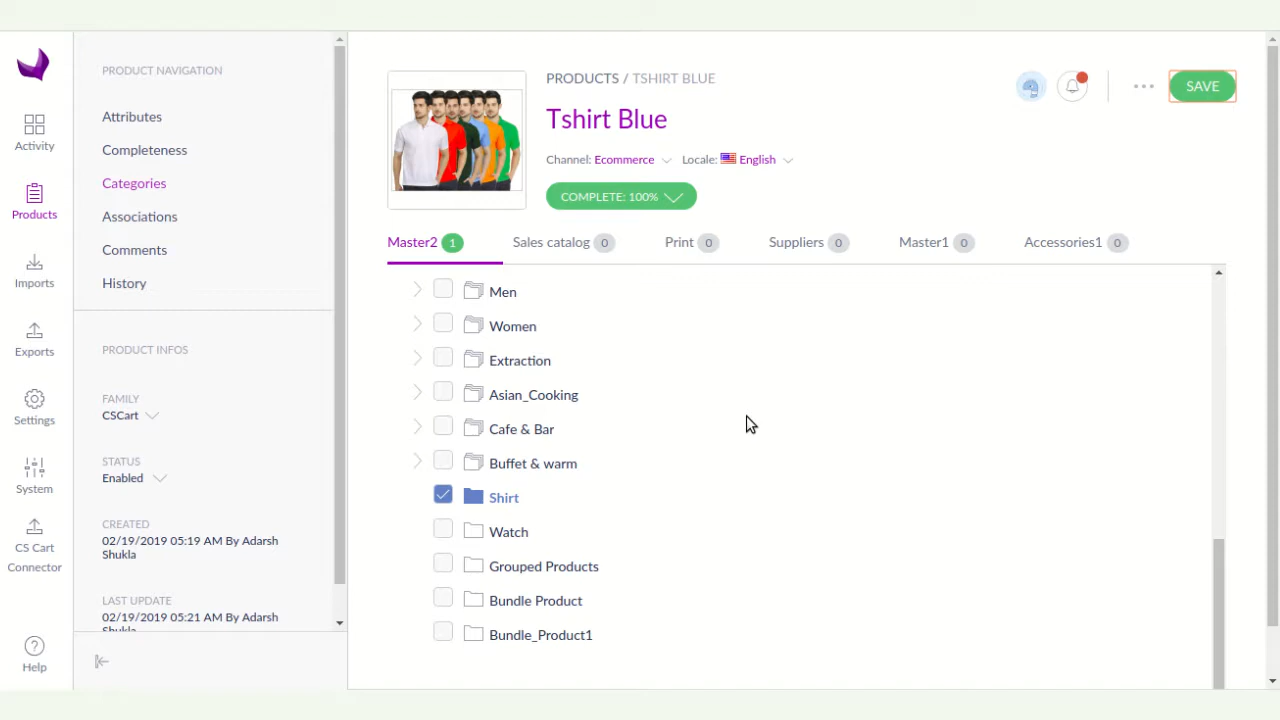 Activity
Products
Imports
Exports
Settings
System
CS Cart
Connector
Help
PRODUCT NAVIGATION
Attributes
Completeness
Categories
Associations
Comments
History
PRODUCT INFOS
FAMILY
CSCart
STATUS
Enabled
CREATED
02/19/2019 05:19 AM By Adarsh
Shukla
LAST UPDATE
02/19/2019 05:21 AM By Adarsh
Shukla
PRODUCTS / TSHIRT BLUE
SAVE
Tshirt Blue
Channel: Ecommerce Locale: English
COMPLETE: 100%
Master2 1 Sales catalog 0 Print 0 Suppliers 0 Master1 0 Accessories1 0
Men
Women
Extraction
Asian_Cooking
Cafe & Bar
Buffet & warm
Shirt
Watch
Grouped Products
Bundle Product
Bundle_Product1